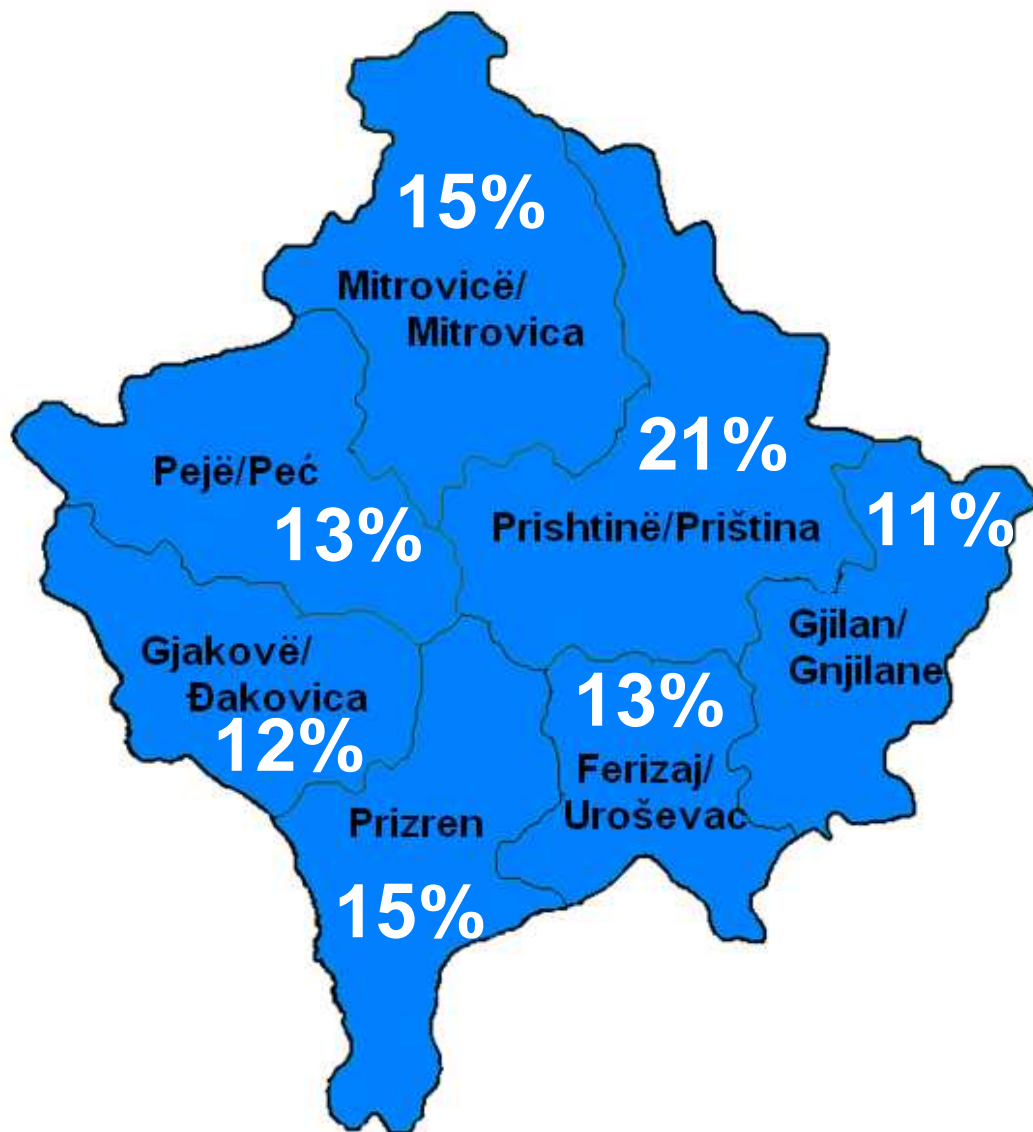 15%
Mitrovicë/
Mitrovica
21%
Pejë/Peć
13%
Prishtinë/Priština
11%
Gjakovë/
Đakovica
12%
13%
Ferizaj/
Uroševac
Gjilan/
Gnjilane
Prizren
15%